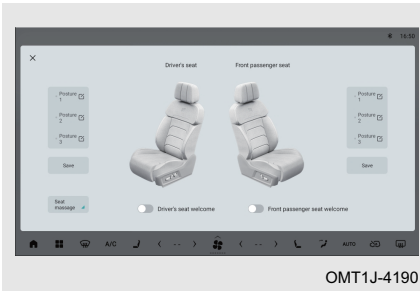 16:50
Driver's seat Front passenger seat
Posture
1
Posture
2
Posture
3
Save
Seat
massage
Posture
1
Posture
2
Posture
3
Save
Driver's seat welcome Front passenger seat welcome
A/C < -- > < -- > AUTO
OMT1J-4190